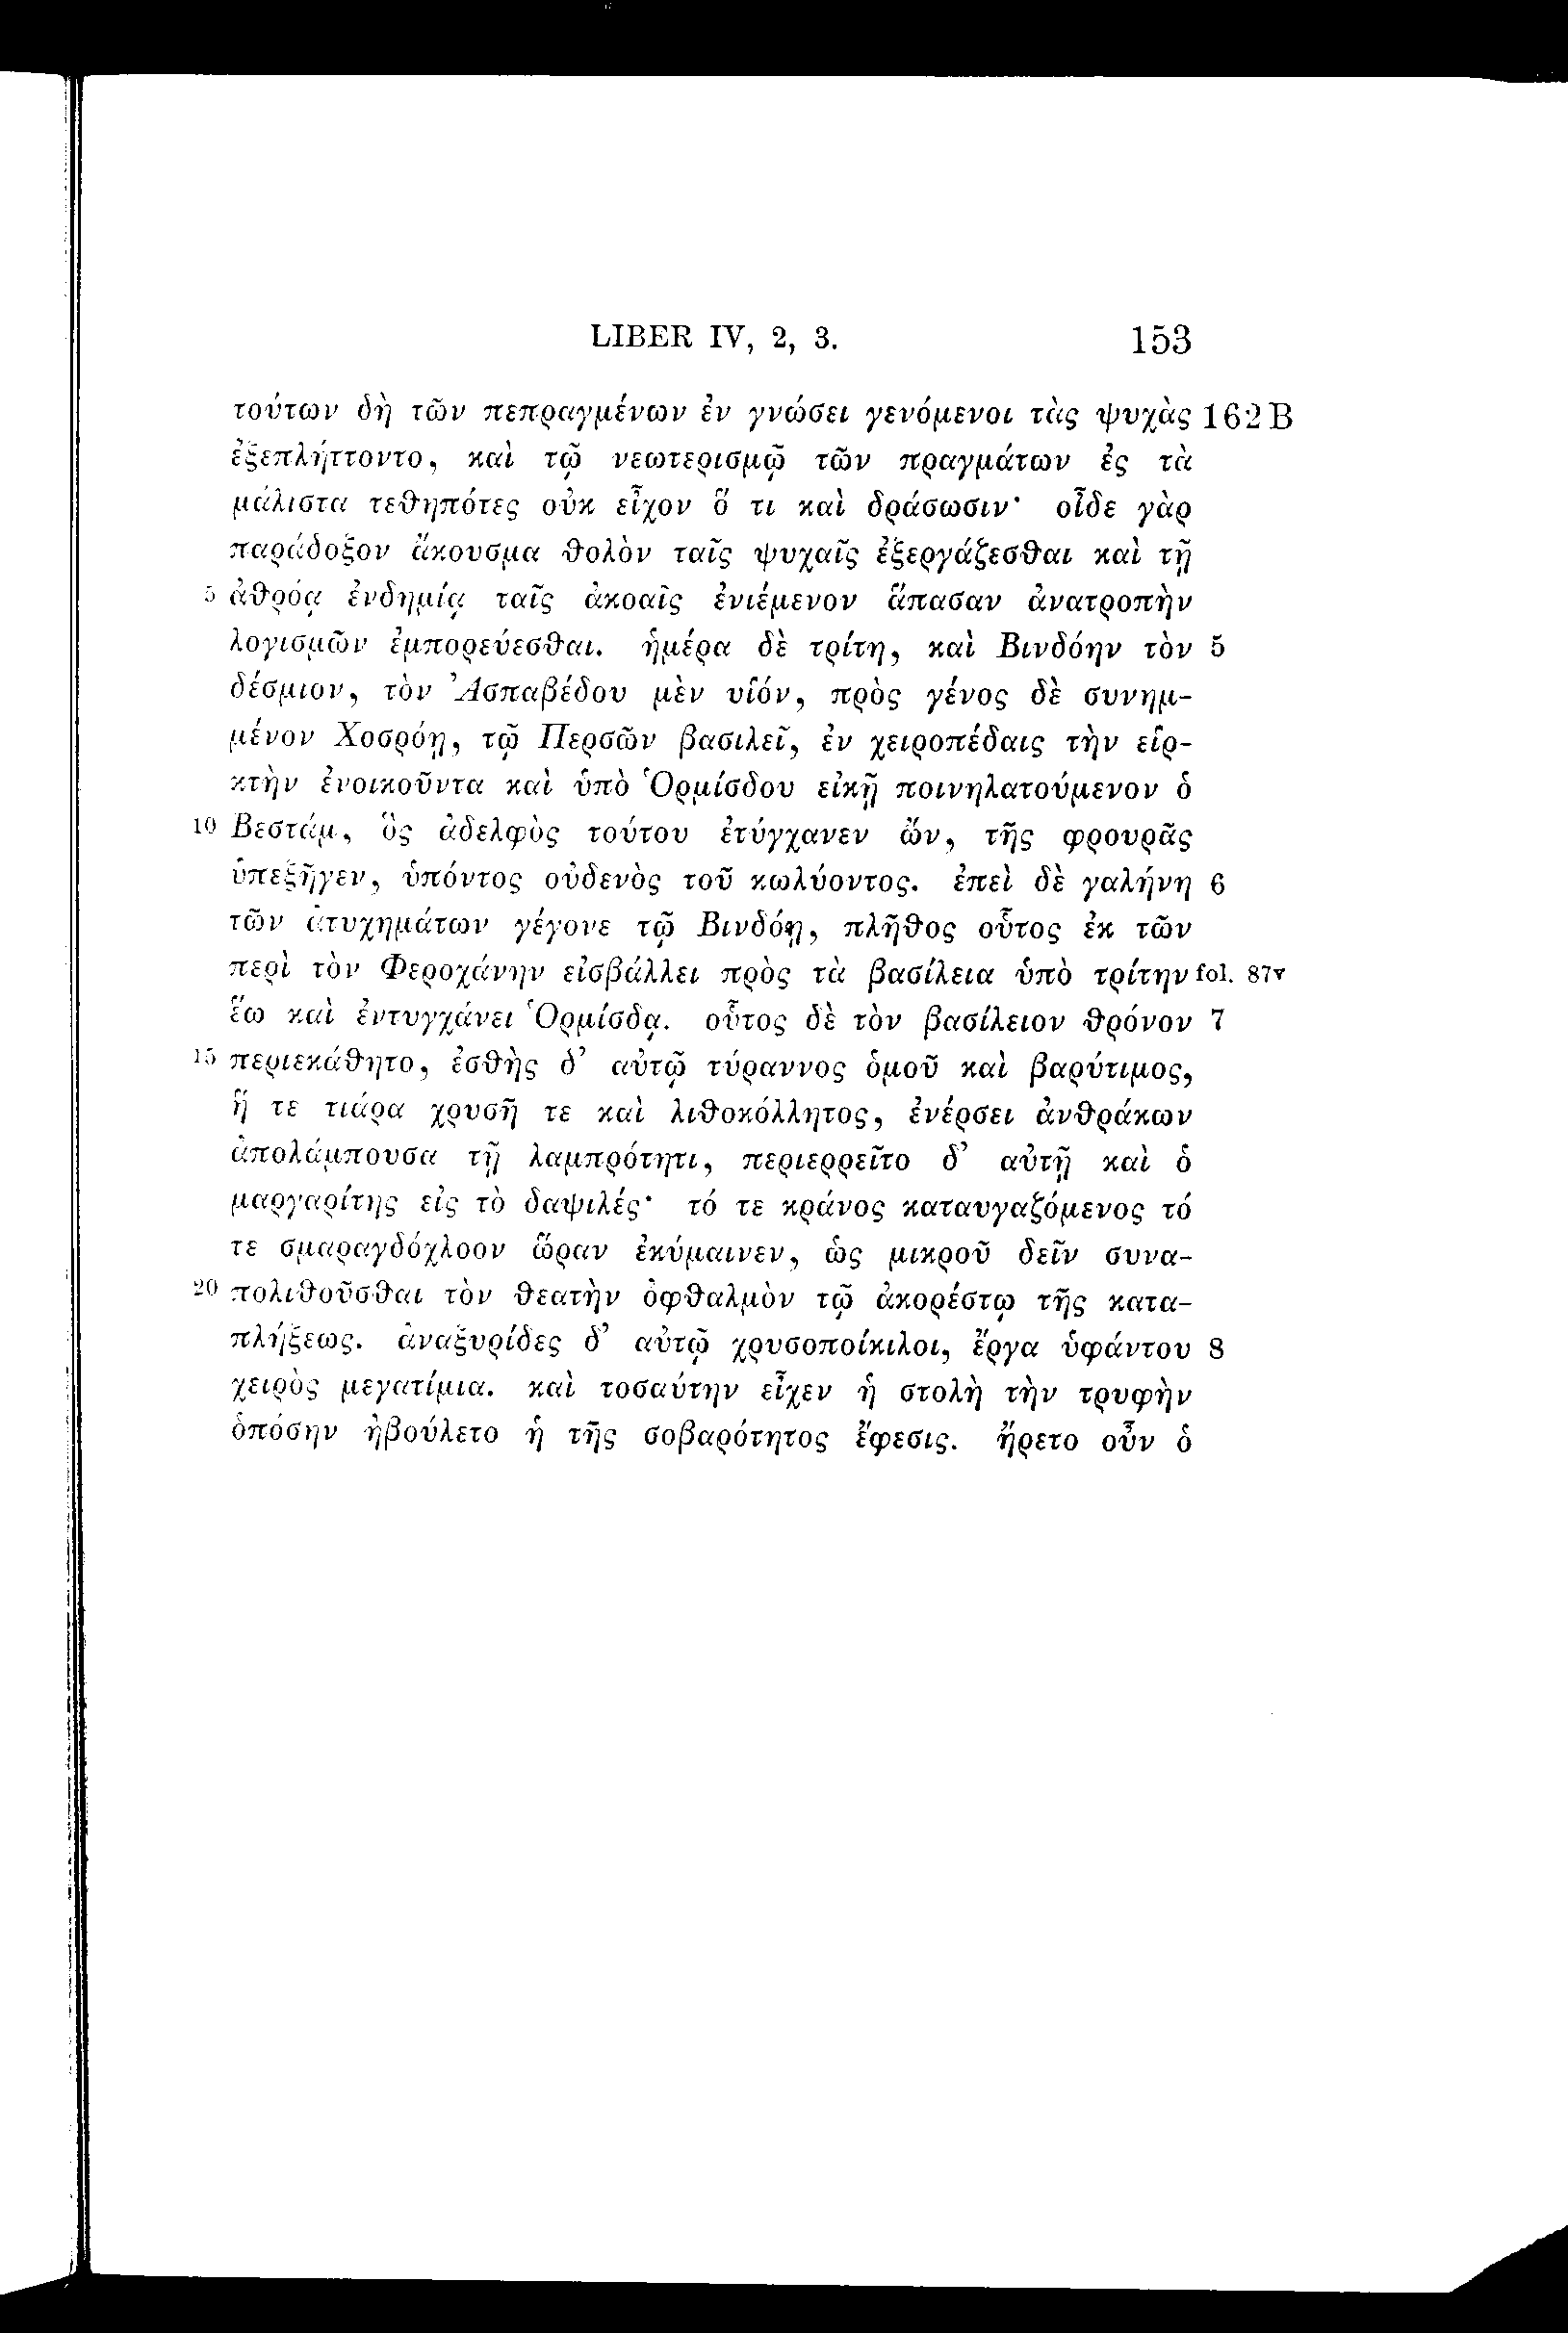 LIBER IV, 2, 3. 153
τούτων δὴ τῶν πεπραγμένων ἐν γνώσει γενόμενοι τὰς ψυχὰς 162 B
ἐξεπλήττοντο, καὶ τῷ νεωτερισμῷ τῶν πραγμάτων ἐς τὰ
μάλιστα τεθηπότες οὐκ εἶχον ὅ τι καὶ δράσωσιν· οἶδε γὰρ
παράδοξον ἄκουσμα θολὸν ταῖς ψυχαῖς ἐξεργάζεσθαι καὶ τῇ
5 ἀθρόᾳ ἐνδημίᾳ ταῖς ἀκοαῖς ἐνιέμενον ἅπασαν ἀνατροπὴν
λογισμῶν ἐμπορεύεσθαι. ἡμέρα δὲ τρίτη, καὶ Βινδόην τὸν 5
δέσμιον, τὸν Ἀσπαβέδου μὲν υἱόν, πρὸς γένος δὲ συνημ-
μένον Χοσρόῃ, τῷ Περσῶν βασιλεῖ, ἐν χειροπέδαις τὴν εἱρ-
κτὴν ἐνοικοῦντα καὶ ὑπὸ Ὁρμίσδου εἰκῇ ποινηλατούμενον ὁ
10 Βεστάμ, ὃς ἀδελφὸς τούτου ἐτύγχανεν ὤν, τῆς φρουρᾶς
ὑπεξῆγεν, ὑπόντος οὐδενὸς τοῦ κωλύοντος. ἐπεὶ δὲ γαλήνη 6
τῶν ἀτυχημάτων γέγονε τῷ Βινδόῃ, πλῆθος οὗτος ἐκ τῶν
περὶ τὸν Φεροχάνην εἰσβάλλει πρὸς τὰ βασίλεια ὑπὸ τρίτην fol. 87v
ἕω καὶ ἐντυγχάνει Ὁρμίσδᾳ. οὗτος δὲ τὸν βασίλειον θρόνον 7
15 περιεκάθητο, ἐσθὴς δ’ αὐτῷ τύραννος ὁμοῦ καὶ βαρύτιμος,
ἥ τε τιάρα χρυσῆ τε καὶ λιθοκόλλητος, ἐνέρσει ἀνθράκων
ἀπολάμπουσα τῇ λαμπρότητι, περιερρεῖτο δ’ αὐτῇ καὶ ὁ
μαργαρίτης εἰς τὸ δαψιλές· τό τε κράνος καταυγαζόμενος τό
τε σμαραγδόχλοον ὥραν ἐκύμαινεν, ὡς μικροῦ δεῖν συνα-
20 πολιθοῦσθαι τὸν θεατὴν ὀφθαλμὸν τῷ ἀκορέστῳ τῆς κατα-
πλήξεως. ἀναξυρίδες δ’ αὐτῷ χρυσοποίκιλοι, ἔργα ὑφάντου 8
χειρὸς μεγατίμια. καὶ τοσαύτην εἶχεν ἡ στολὴ τὴν τρυφὴν
ὁπόσην ἠβούλετο ἡ τῆς σοβαρότητος ἔφεσις. ἤρετο οὖν ὁ